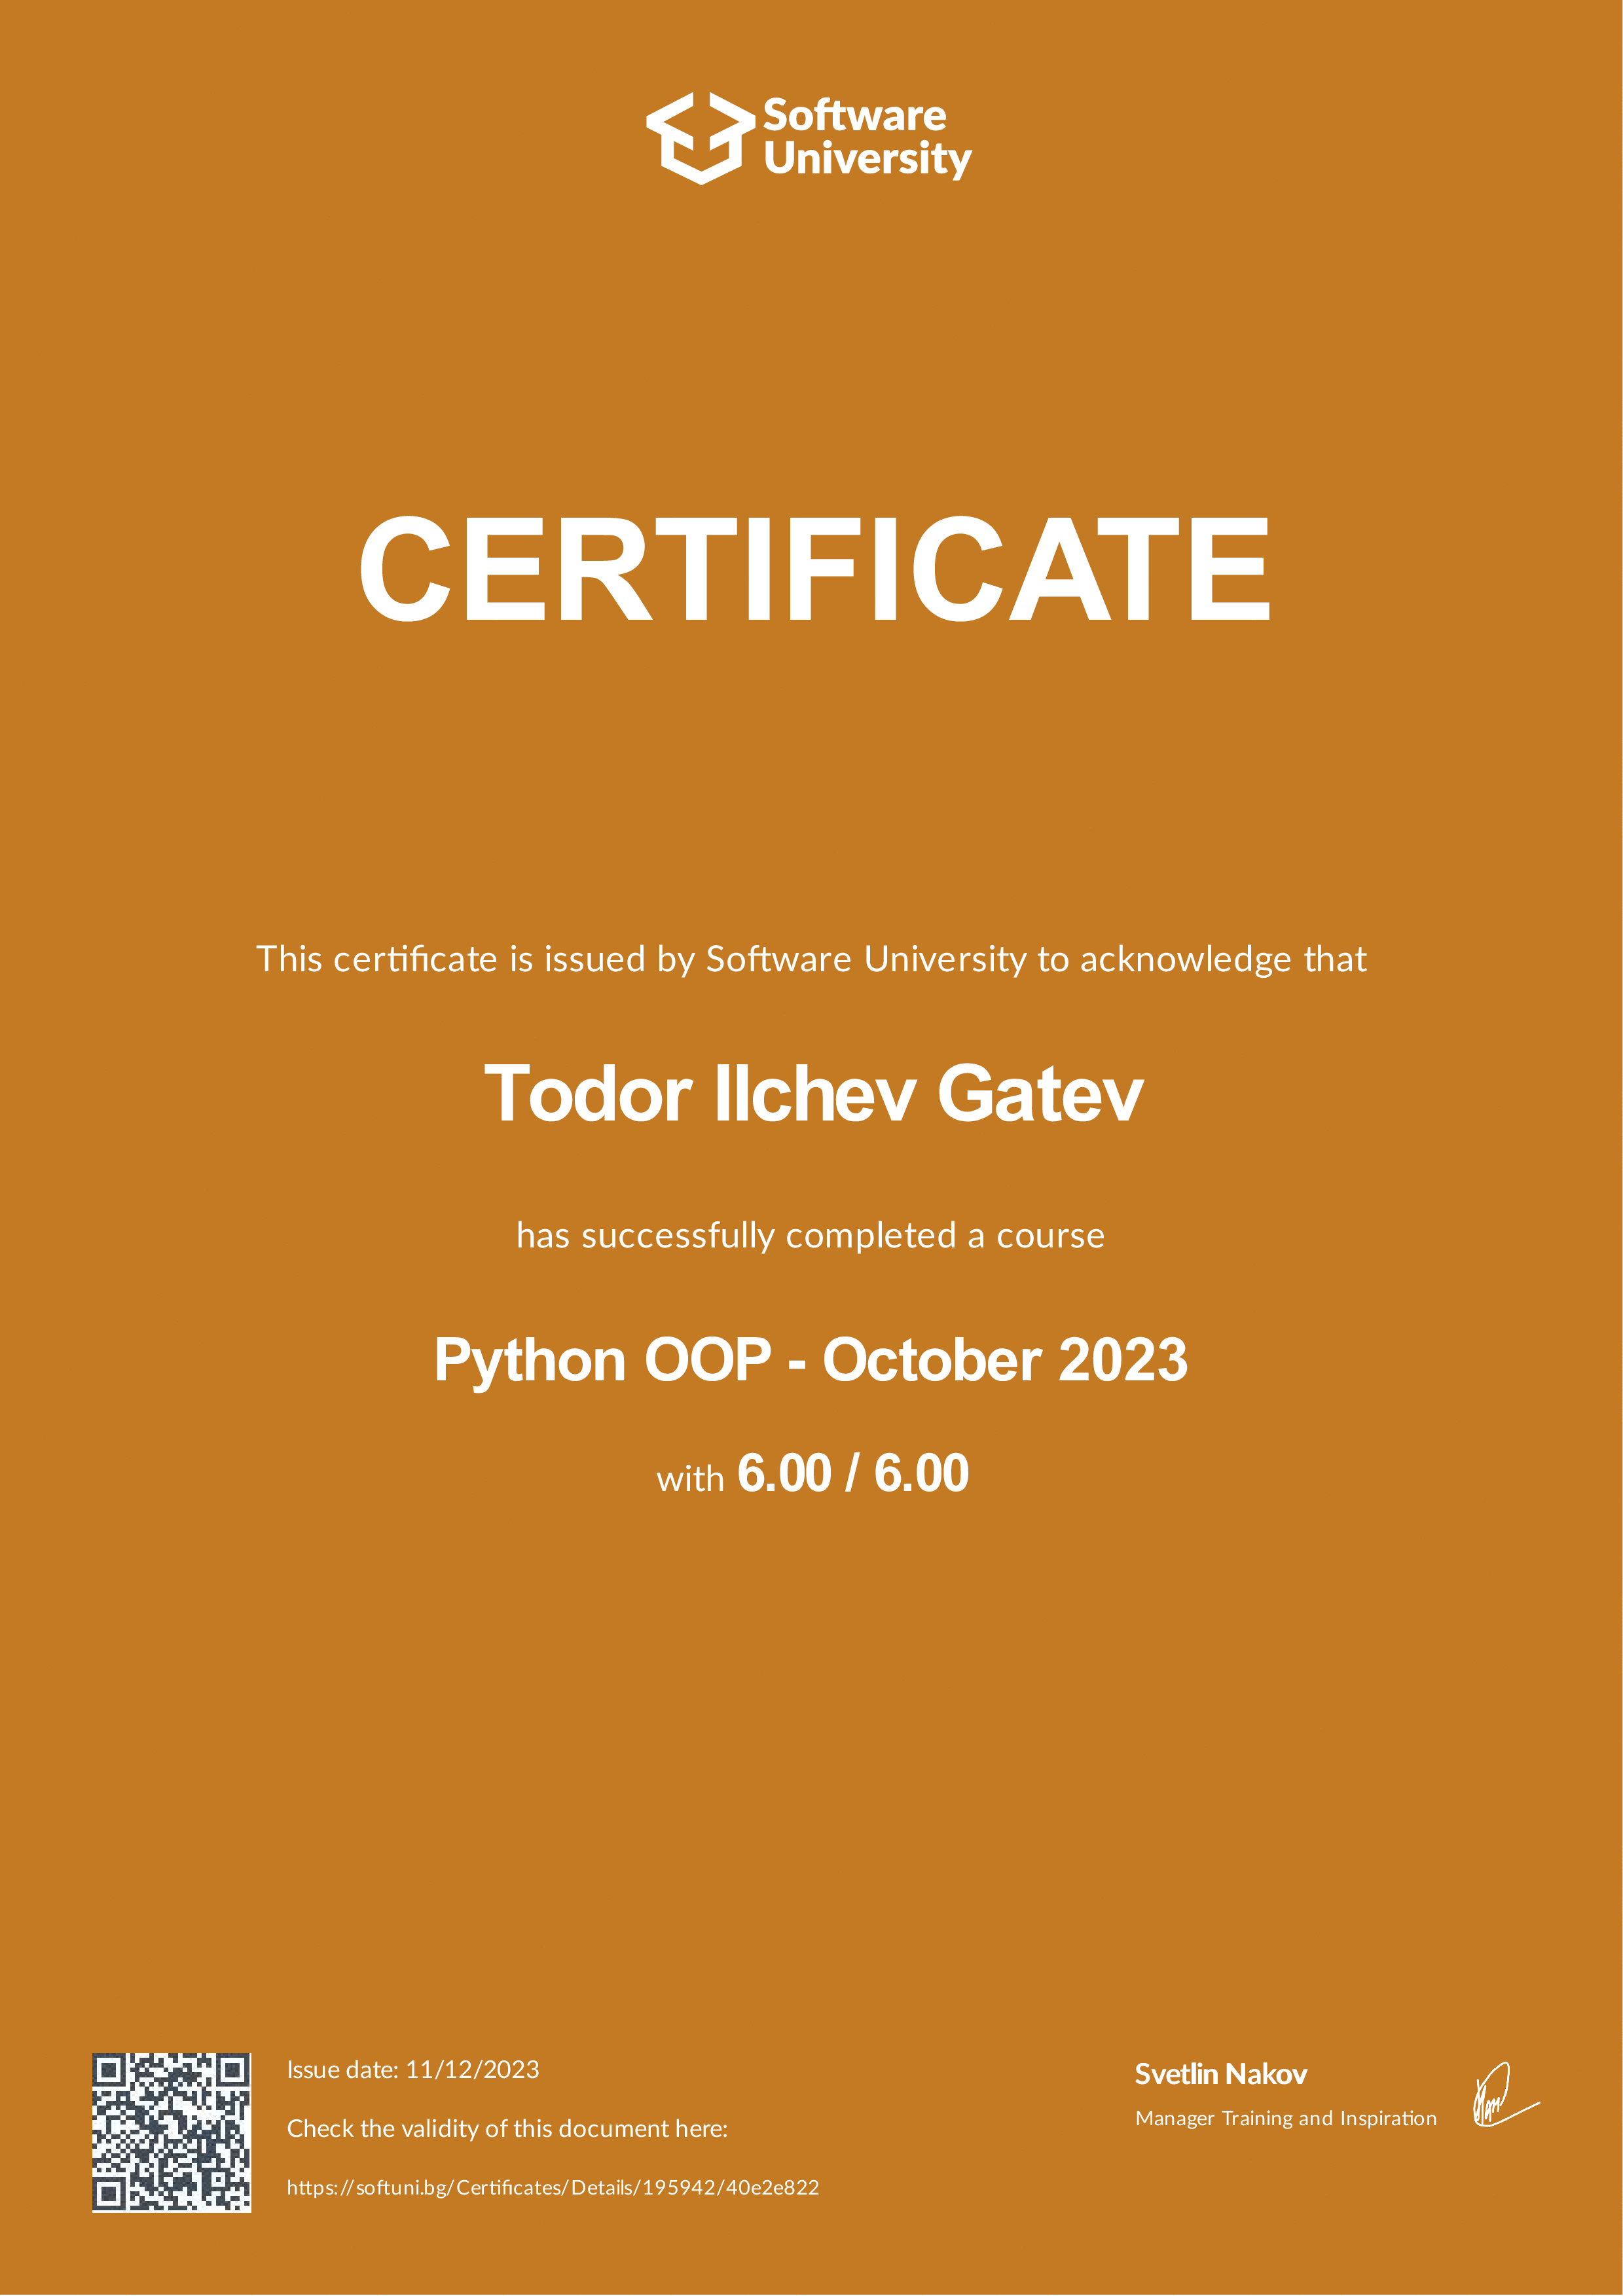 Software
University
CERTIFICATE
This certificate is issued by Software University to acknowledge that
Todor Ilchev Gatev
has successfully completed a course
Python OOP - October 2023
with 6.00 / 6.00
Issue date: 11/12/2023
Check the validity of this document here:
https://softuni.bg/Certificates/Details/195942/40e2e822
Svetlin Nakov
Manager Training and Inspiration